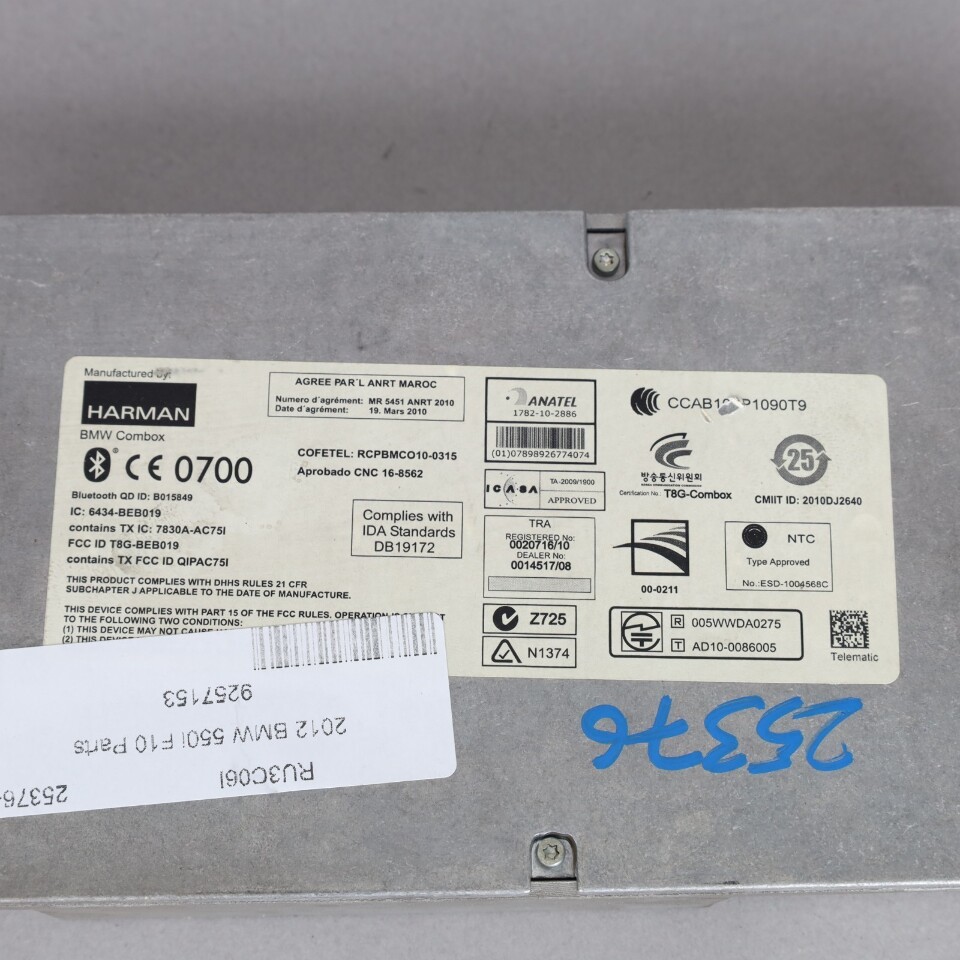 Manufactured By:
HARMAN
BMW Combox
CE 0700
Bluetooth QD ID: B015849
IC: 6434-BEB019
contains TX IC: 7830A-AC75I
FCC ID T8G-BEB019
contains TX FCC ID QIPAC75I
THIS PRODUCT COMPLIES WITH DHHS RULES 21 CFR
SUBCHAPTER J APPLICABLE TO THE DATE OF MANUFACTURE.
THIS DEVICE COMPLIES WITH PART 15 OF THE FCC RULES. OPERATION IS
TO THE FOLLOWING TWO CONDITIONS:
(1) THIS DEVICE MAY NOT CAUSE
(2) THIS
AGREE PAR´L ANRT MAROC
Numero d´agrément: MR 5451 ANRT 2010
Date d´agrément: 19. Mars 2010
COFETEL: RCPBMCO10-0315
Aprobado CNC 16-8562
Complies with
IDA Standards
DB19172
ANATEL
1782-10-2886
(01)07898926774074
ICASA
TA-2009/1900
APPROVED
TRA
REGISTERED No:
0020716/10
DEALER No:
0014517/08
Z725
N1374
방송통신위원회
Certification No.: T8G-Combox
25
CMIIT ID: 2010DJ2640
00-0211
NTC
Type Approved
No.:ESD-1004568C
R 005WWDA0275
T AD10-0086005
Telematic
25376
9257153
2012 BMW 550i F10 Parts
RU3C06I
25376-